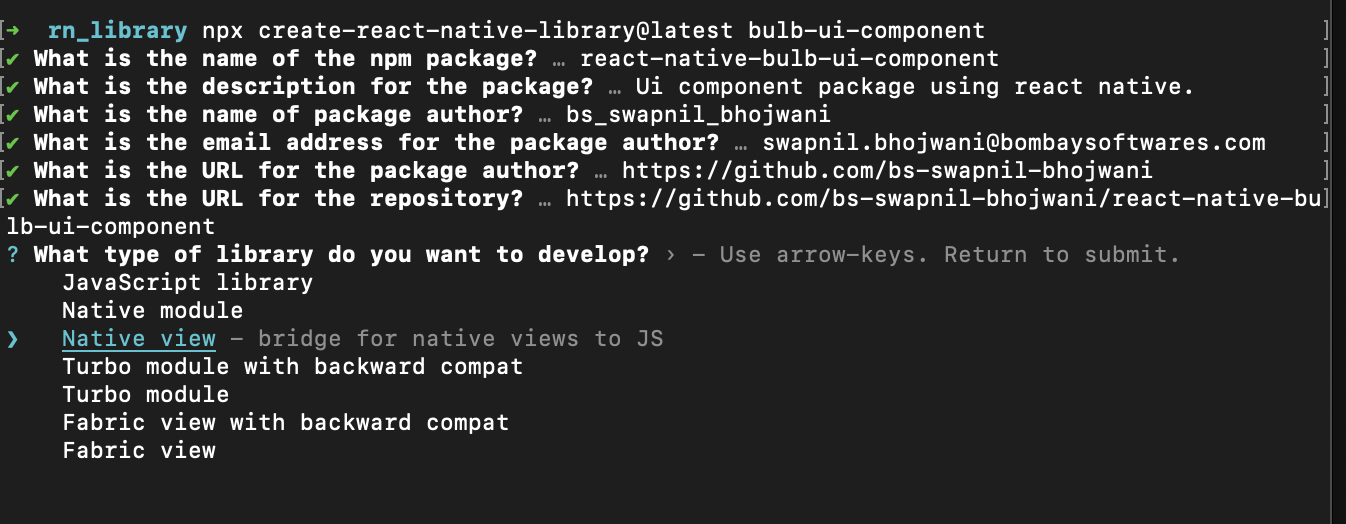 → rn_library npx create-react-native-library@latest bulb-ui-component
✔ What is the name of the npm package? … react-native-bulb-ui-component
✔ What is the description for the package? … Ui component package using react native.
✔ What is the name of package author? … bs_swapnil_bhojwani
✔ What is the email address for the package author? … swapnil.bhojwani@bombaysoftwares.com
✔ What is the URL for the package author? … https://github.com/bs-swapnil-bhojwani
✔ What is the URL for the repository? … https://github.com/bs-swapnil-bhojwani/react-native-bu
lb-ui-component
? What type of library do you want to develop? › – Use arrow-keys. Return to submit.
JavaScript library
Native module
❯ Native view – bridge for native views to JS
Turbo module with backward compat
Turbo module
Fabric view with backward compat
Fabric view